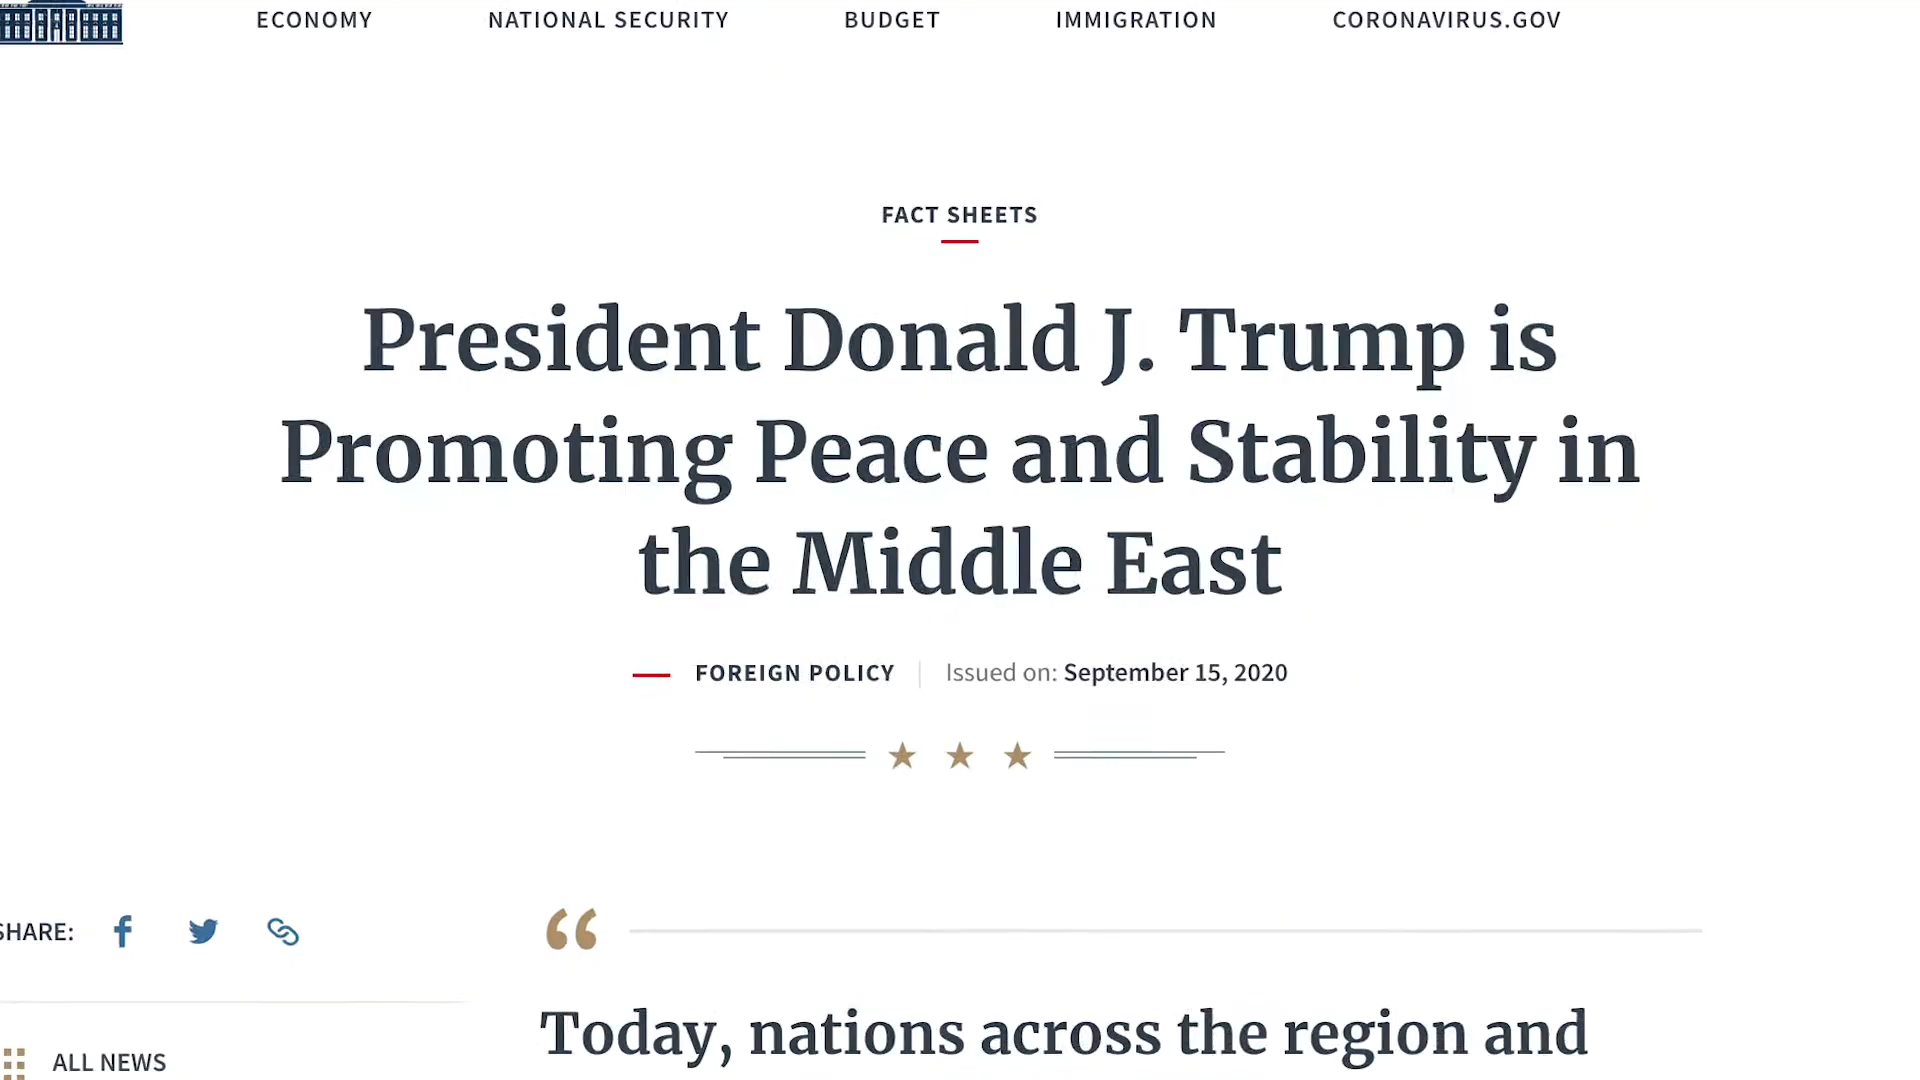 ECONOMY NATIONAL SECURITY BUDGET IMMIGRATION CORONAVIRUS.GOV
FACT SHEETS
President Donald J. Trump is
Promoting Peace and Stability in
the Middle East
FOREIGN POLICY Issued on: September 15, 2020
SHARE:
“
Today, nations across the region and
ALL NEWS